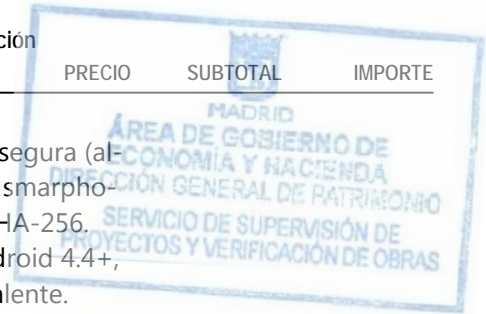 ción
PRECIO SUBTOTAL IMPORTE
MADRID
ÁREA DE GOBIERNO DE
segura (al-
ECONOMÍA Y HACIENDA
smarpho-
DIRECCIÓN GENERAL DE PATRIMONIO
HA-256.
SERVICIO DE SUPERVISIÓN DE
droid 4.4+,
PROYECTOS Y VERIFICACIÓN DE OBRAS
alente.